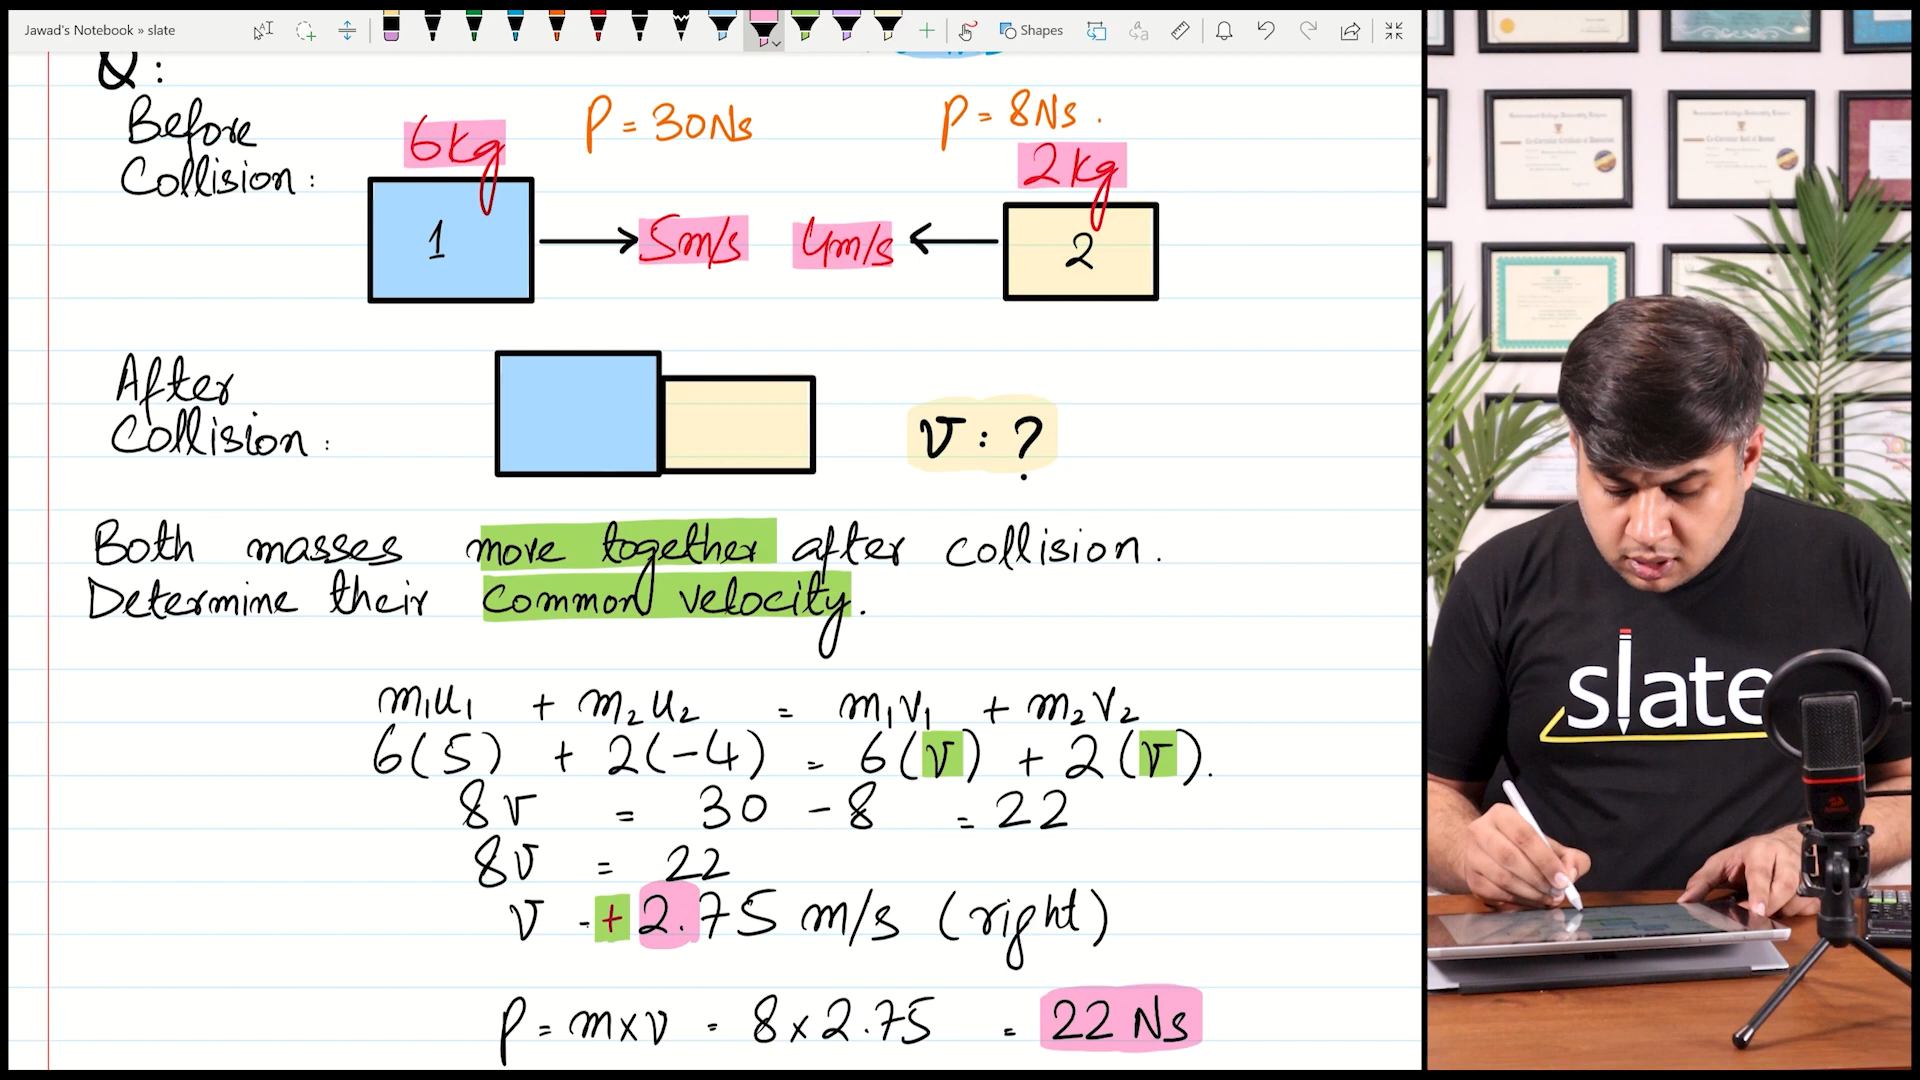 Jawad's Notebook » slate
Shapes
Q :
Before Collision :
6kg
P = 30Ns
P = 8Ns .
2kg
1
5m/s
4m/s
2
After Collision :
v : ?
Both masses move together after collision .
Determine their common velocity .
m₁u₁ + m₂u₂ = m₁v₁ + m₂v₂
6(5) + 2(-4) = 6(v) + 2(v) .
8v = 30 - 8 = 22
8v = 22
v = +2.75 m/s (right)
p = m×v = 8×2.75 = 22 Ns
slate